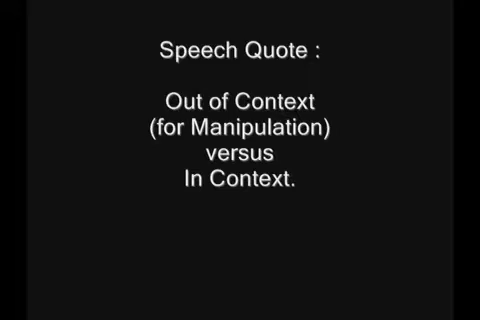 Speech Quote :
Out of Context
(for Manipulation)
versus
In Context.